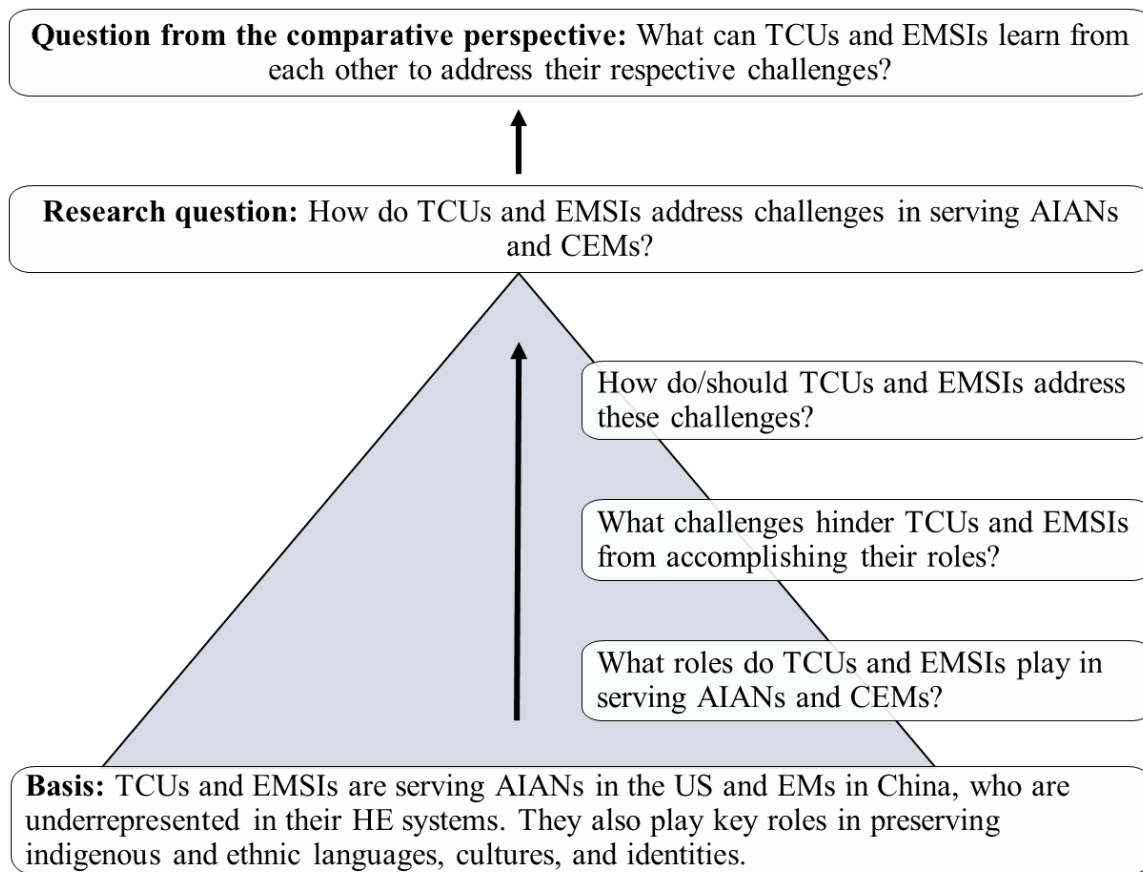 Question from the comparative perspective: What can TCUs and EMSIs learn from
each other to address their respective challenges?
Research question: How do TCUs and EMSIs address challenges in serving AIANs
and CEMs?
How do/should TCUs and EMSIs address
these challenges?
What challenges hinder TCUs and EMSIs
from accomplishing their roles?
What roles do TCUs and EMSIs play in
serving AIANs and CEMs?
Basis: TCUs and EMSIs are serving AIANs in the US and EMs in China, who are
underrepresented in their HE systems. They also play key roles in preserving
indigenous and ethnic languages, cultures, and identities.